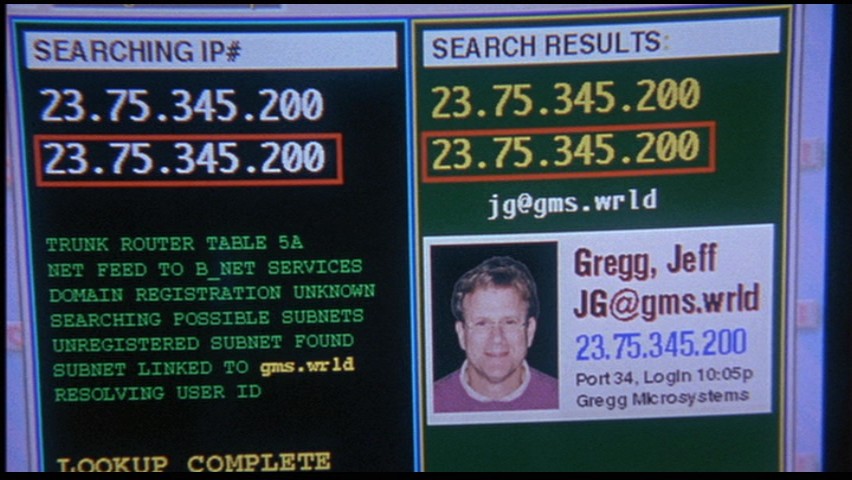 SEARCHING IP#
23.75.345.200
23.75.345.200
TRUNK ROUTER TABLE 5A
NET FEED TO B_NET SERVICES
DOMAIN REGISTRATION UNKNOWN
SEARCHING POSSIBLE SUBNETS
UNREGISTERED SUBNET FOUND
SUBNET LINKED TO gms.wrld
RESOLVING USER ID
LOOKUP COMPLETE
SEARCH RESULTS:
23.75.345.200
23.75.345.200
jg@gms.wrld
Gregg, Jeff
JG@gms.wrld
23.75.345.200
Port 34, Login 10:05p
Gregg Microsystems